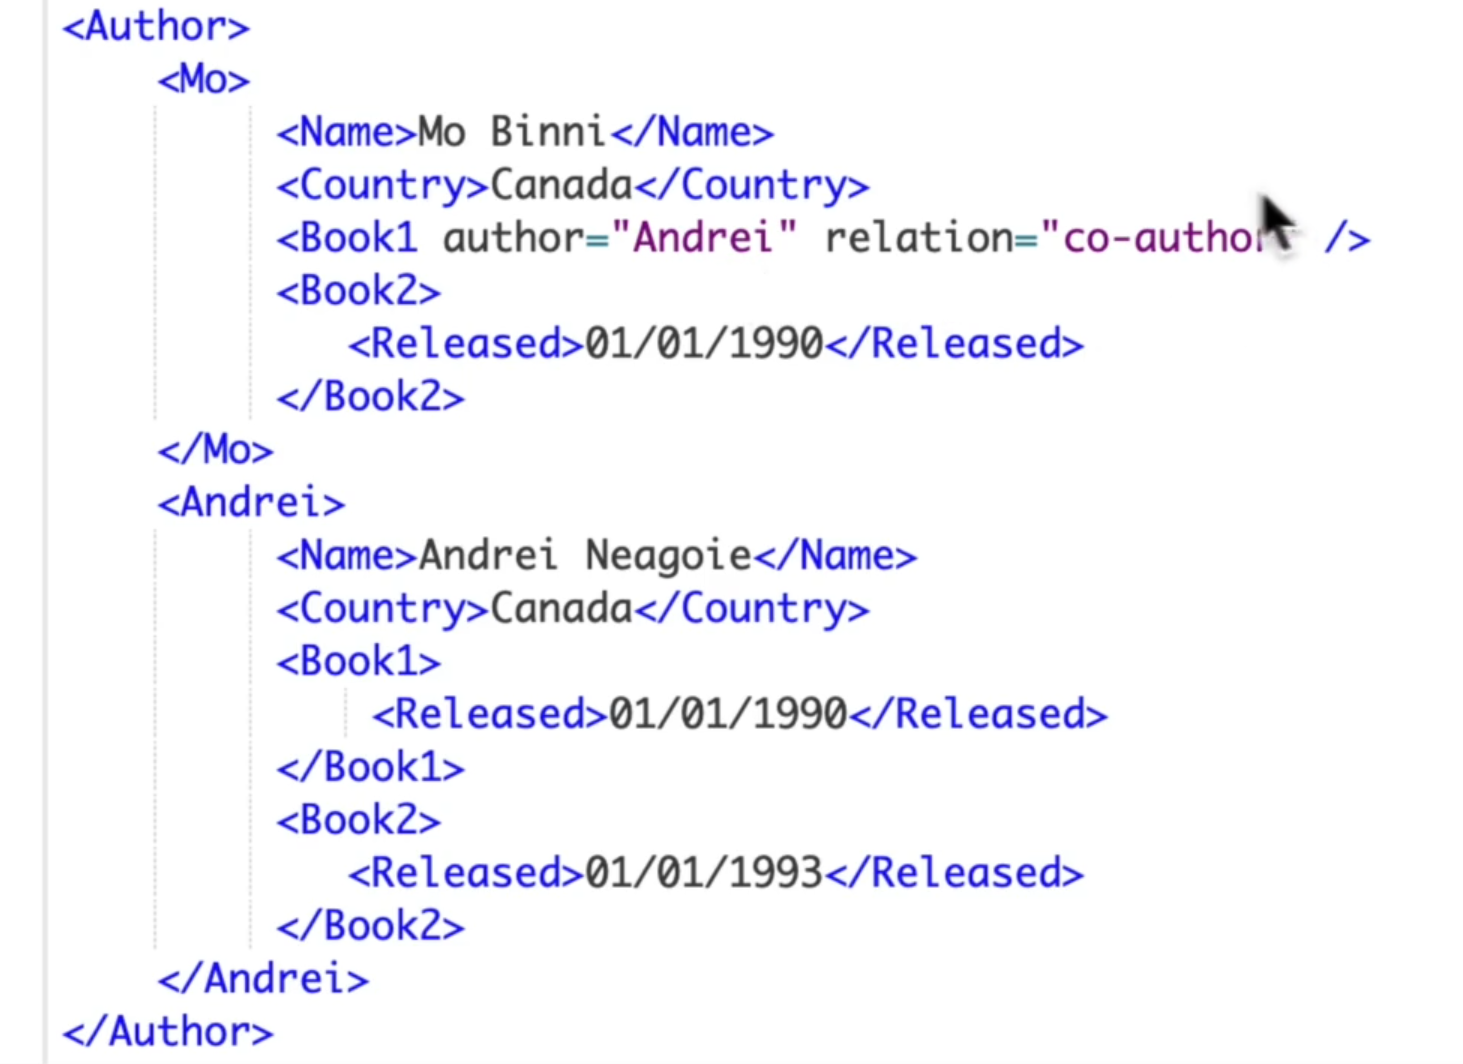 <Author>
<Mo>
<Name>Mo Binni</Name>
<Country>Canada</Country>
<Book1 author="Andrei" relation="co-author" />
<Book2>
<Released>01/01/1990</Released>
</Book2>
</Mo>
<Andrei>
<Name>Andrei Neagoie</Name>
<Country>Canada</Country>
<Book1>
<Released>01/01/1990</Released>
</Book1>
<Book2>
<Released>01/01/1993</Released>
</Book2>
</Andrei>
</Author>